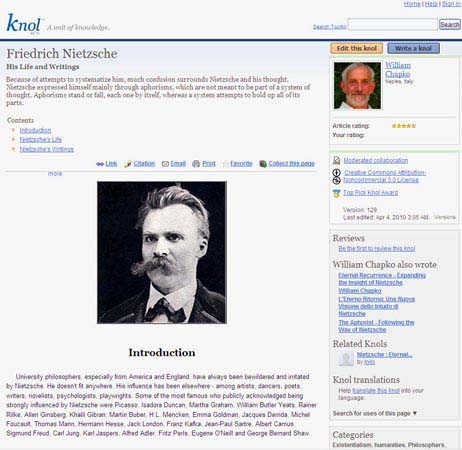 Home | Help | Sign in
knol
BETA
A unit of knowledge.
Search Tools
Search
Friedrich Nietzsche
His Life and Writings
Because of attempts to systematize him, much confusion surrounds Nietzsche and his thought.
Nietzsche expressed himself mainly through aphorisms, which are not meant to be part of a system of
thought. Aphorisms stand or fall, each one by itself, whereas a system attempts to hold up all of its
parts.
Contents
Introduction
Nietzsche's Life
Nietzsche's Writings
more
Link Citation Email Print Favorite Collect this page
Introduction
University philosophers, especially from America and England, have always been bewildered and irritated
by Nietzsche. He doesn't fit anywhere. His influence has been elsewhere - among artists, dancers, poets,
writers, novelists, psychologists, playwrights. Some of the most famous who publicly acknowledged being
strongly influenced by Nietzsche were Picasso, Isadora Duncan, Martha Graham, William Butler Yeats, Rainer
Rilke, Allen Ginsberg, Khalil Gibran, Martin Buber, H.L. Mencken, Emma Goldman, Jacques Derrida, Michel
Foucault, Thomas Mann, Hermann Hesse, Jack London, Franz Kafka, Jean-Paul Sartre, Albert Camus,
Sigmund Freud, Carl Jung, Karl Jaspers, Alfred Adler, Fritz Perls, Eugene O'Neill and George Bernard Shaw.
Edit this knol
Write a knol
William
Chapko
Naples, Italy
Article rating:
Your rating:
Moderated collaboration
Creative Commons Attribution-
Noncommercial 3.0 License
Top Pick Knol Award
Version: 129
Last edited: Apr 4, 2010 3:05 AM.
Versions
Reviews
Be the first to review this knol
William Chapko also wrote
Eternal Recurrence - Expanding
the Insight of Nietzsche
William Chapko
L'Eterno Ritorno: Una Nuova
Visione dello Intuito di
Nietzsche
The Aphorist - Following the
Way of Nietzsche
Related Knols
Nietzsche : Eternal...
by
Knol translations
Help translate this knol into your
language.
Search for uses of this page ▼
Categories
Existentialism, humanities, Philosophers,